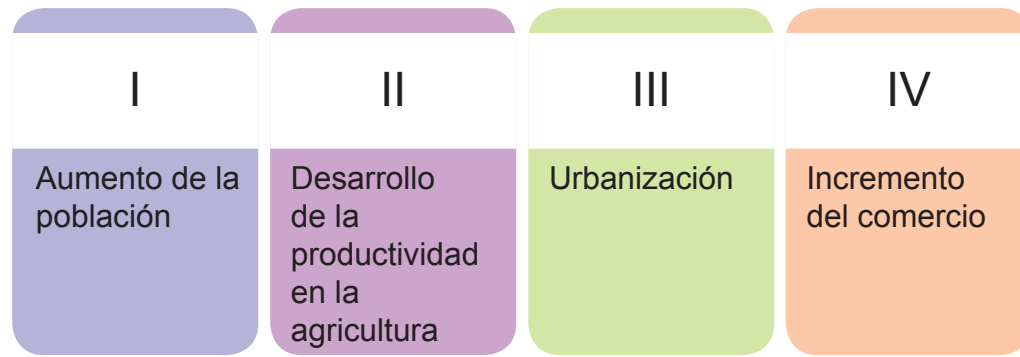 I
II
III
IV
Aumento de la
población
Desarrollo
de la
productividad
en la
agricultura
Urbanización
Incremento
del comercio